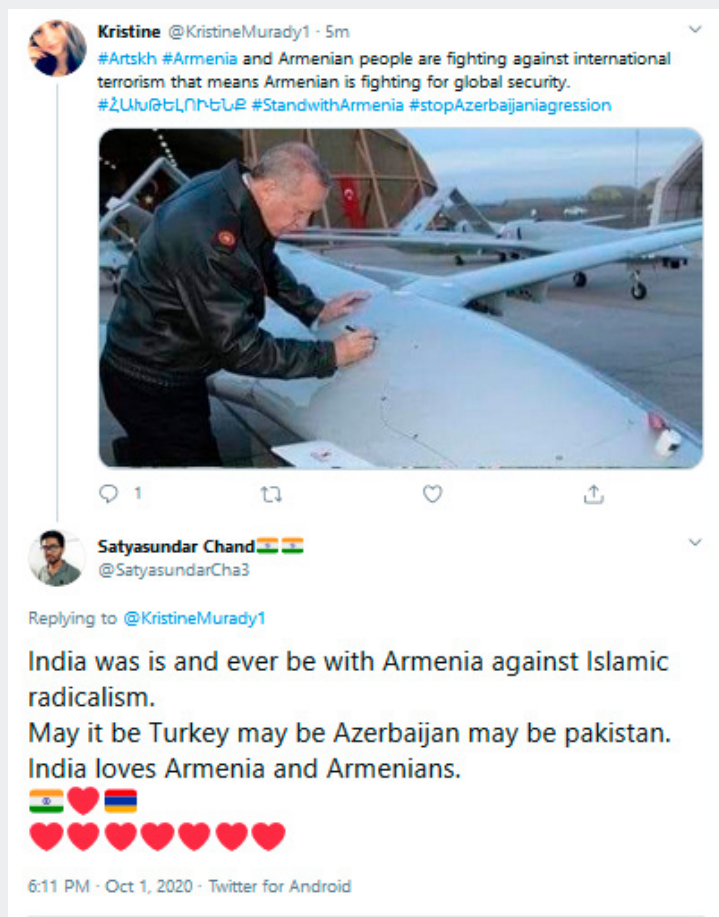 Kristine @KristineMurady1 · 5m
#Artskh #Armenia and Armenian people are fighting against international
terrorism that means Armenian is fighting for global security.
#ՀԱԽԹԵԼՈՒԵՆՔ #StandwithArmenia #stopAzerbaijaniagression
1
Satyasundar Chand🇮🇳🇮🇳
@SatyasundarCha3
Replying to @KristineMurady1
India was is and ever be with Armenia against Islamic
radicalism.
May it be Turkey may be Azerbaijan may be pakistan.
India loves Armenia and Armenians.
🇮🇳❤️🇦🇲
❤️❤️❤️❤️❤️❤️❤️
6:11 PM · Oct 1, 2020 · Twitter for Android